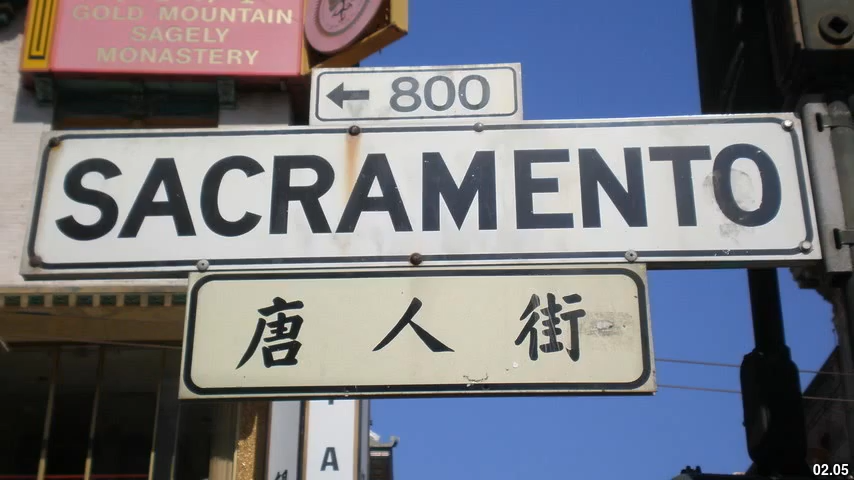 GOLD MOUNTAIN
SAGELY
MONASTERY
← 800
SACRAMENTO
唐人街
A
02.05